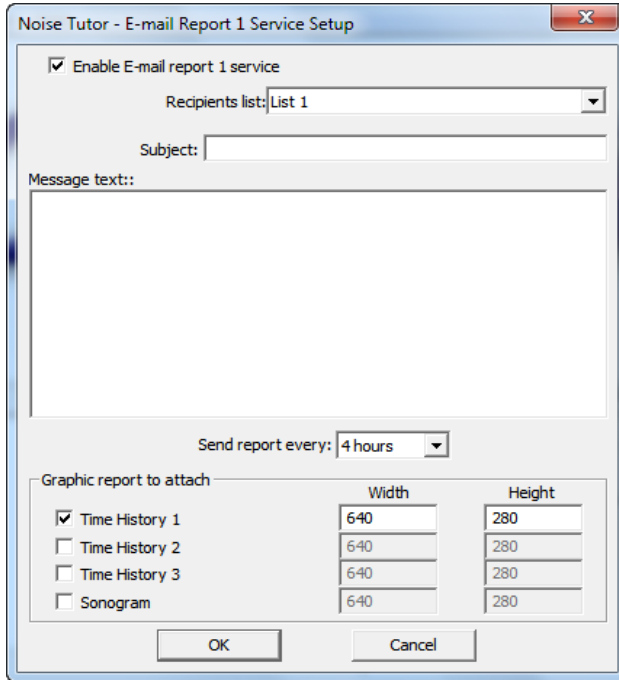 Noise Tutor - E-mail Report 1 Service Setup
Enable E-mail report 1 service
Recipients list: List 1
Subject:
Message text::
Send report every: 4 hours
Graphic report to attach
Width Height
Time History 1 640 280
Time History 2 640 280
Time History 3 640 280
Sonogram 640 280
OK Cancel